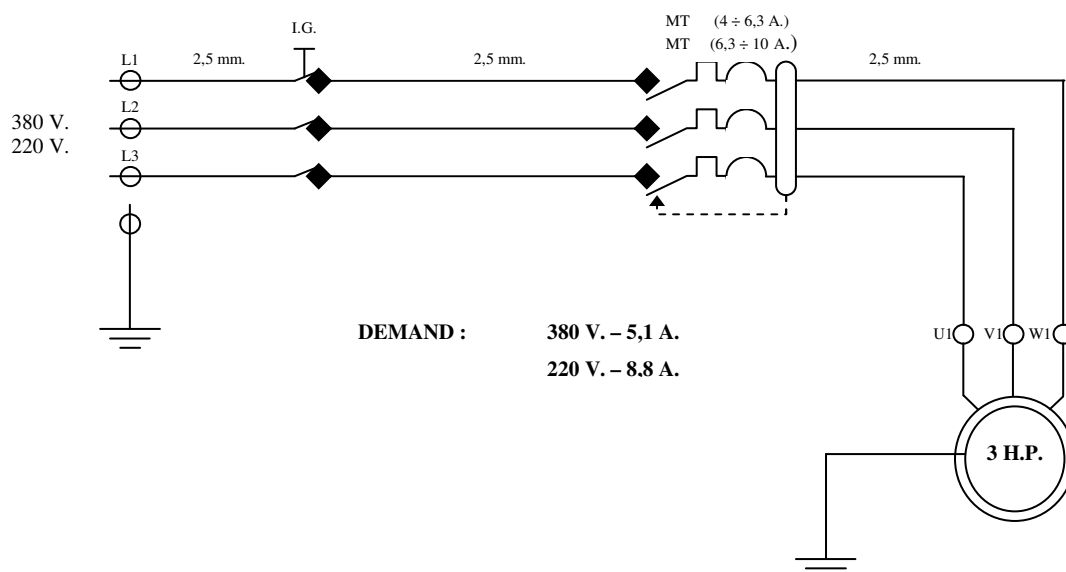 I.G.
MT (4 ÷ 6,3 A.)
MT (6,3 ÷ 10 A.)
L1
2,5 mm.
2,5 mm.
2,5 mm.
L2
380 V.
220 V.
L3
DEMAND : 380 V. – 5,1 A.
220 V. – 8,8 A.
U1
V1
W1
3 H.P.